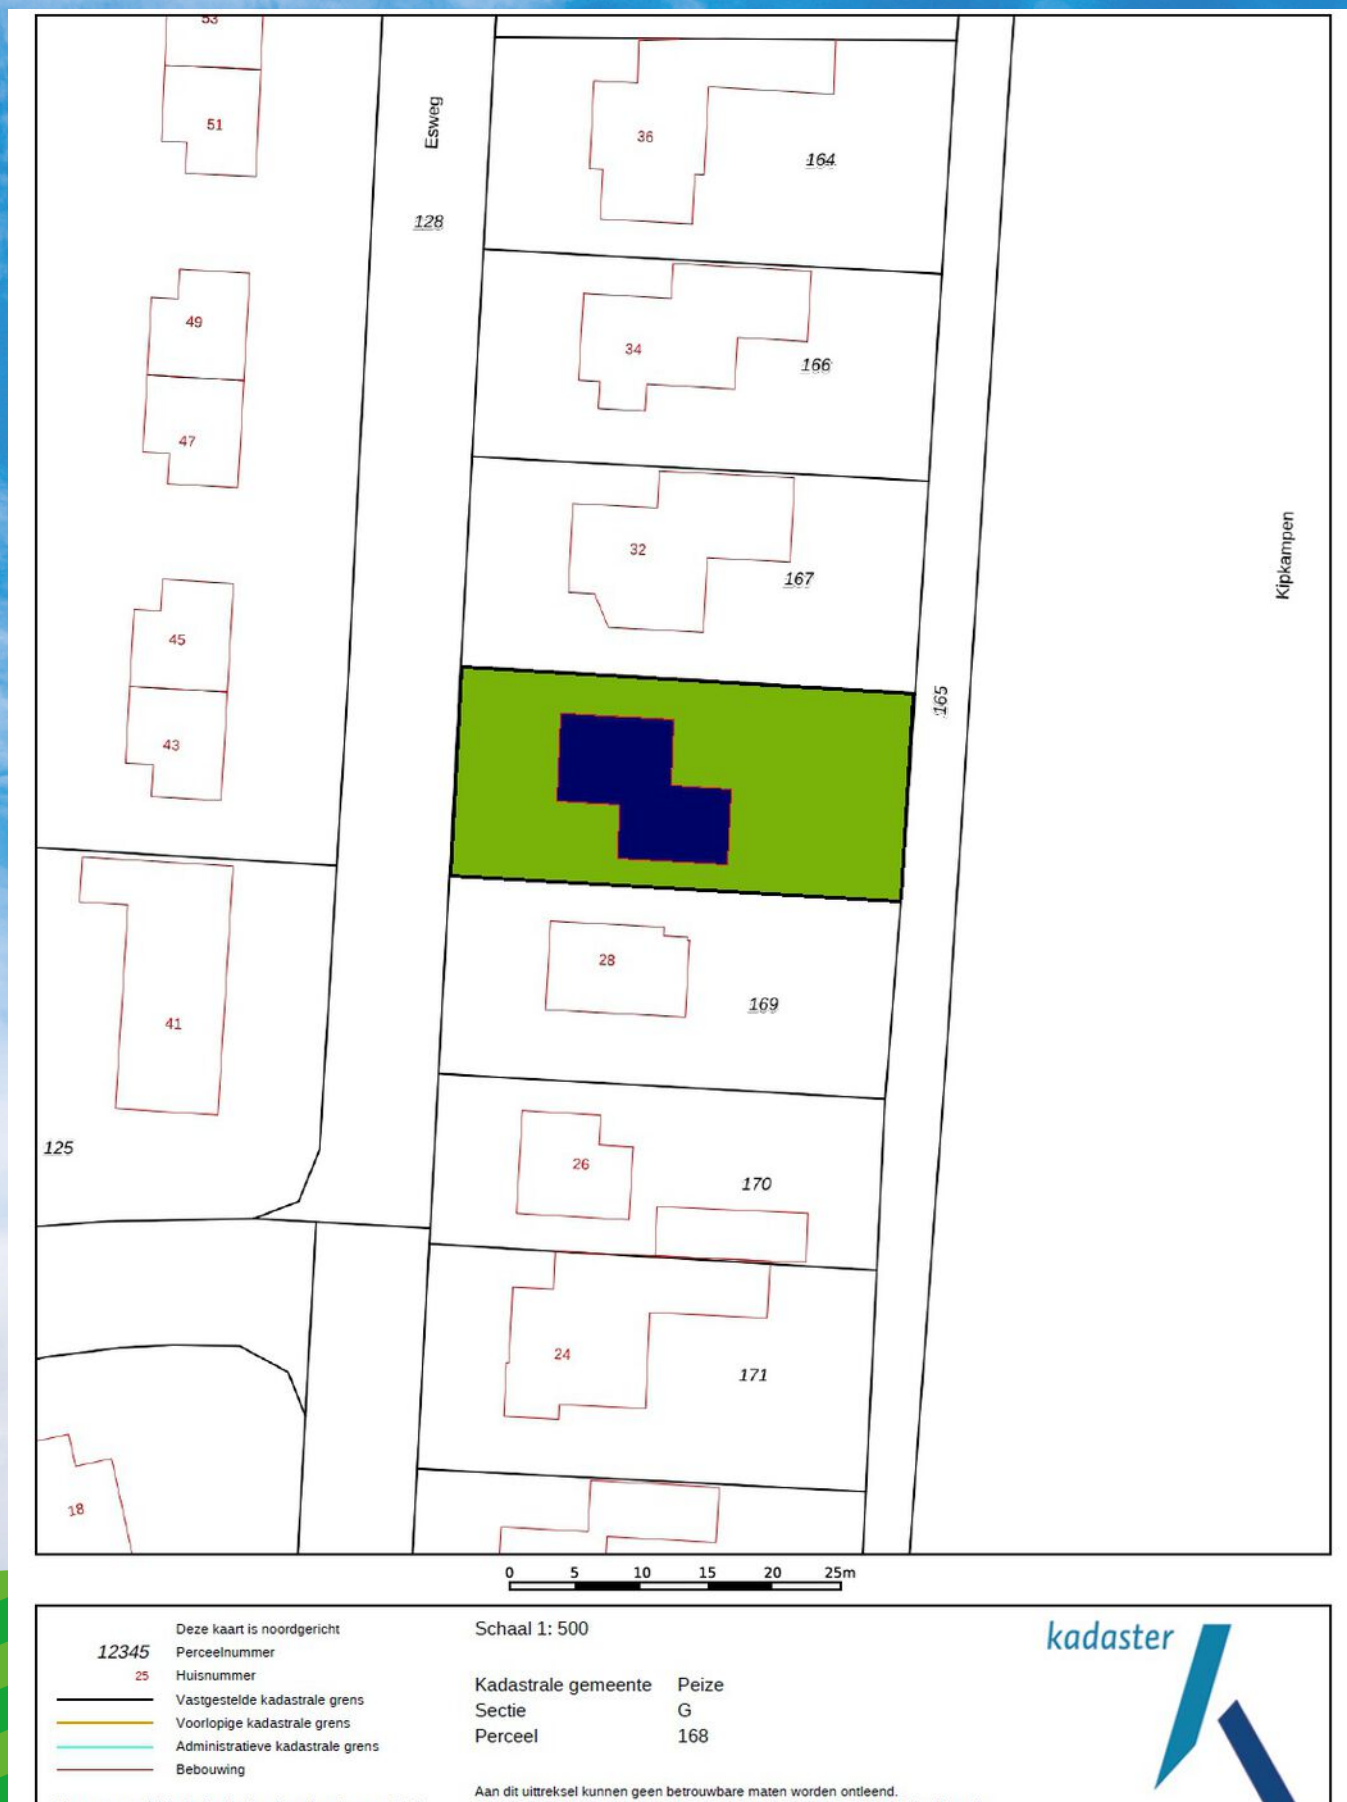 53
51
Esweg
36
164
128
49
34
166
47
32
167
Kipkampen
45
165
43
28
169
41
125
26
170
24
171
18
0 5 10 15 20 25m
Deze kaart is noordgericht
12345 Perceelnummer
25 Huisnummer
Vastgestelde kadastrale grens
Voorlopige kadastrale grens
Administratieve kadastrale grens
Bebouwing
Schaal 1: 500
Kadastrale gemeente Peize
Sectie G
Perceel 168
Aan dit uittreksel kunnen geen betrouwbare maten worden ontleend.
kadaster